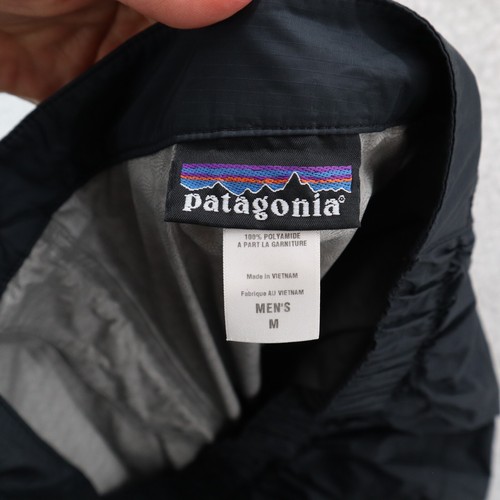 patagonia®
100% POLYAMIDE
A PART LA GARNITURE
Made in VIETNAM
Fabriqué AU VIETNAM
MEN'S
M